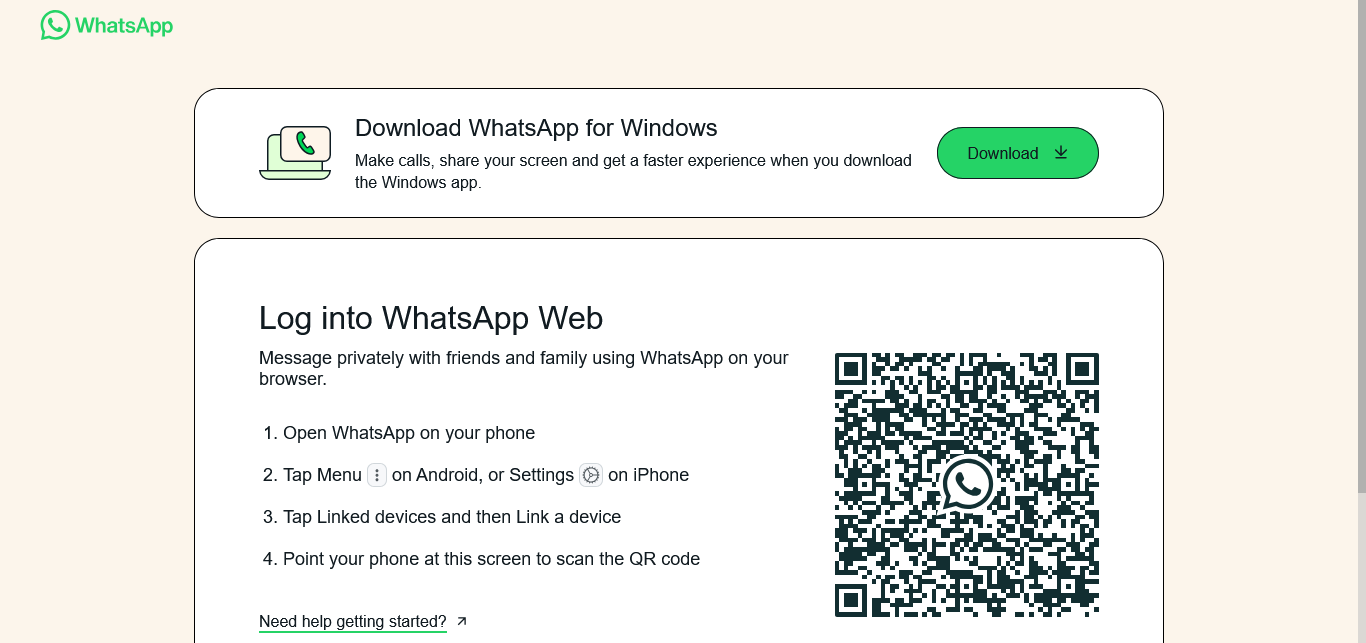 WhatsApp
Download WhatsApp for Windows
Make calls, share your screen and get a faster experience when you download
the Windows app.
Download
Log into WhatsApp Web
Message privately with friends and family using WhatsApp on your
browser.
1. Open WhatsApp on your phone
2. Tap Menu on Android, or Settings on iPhone
3. Tap Linked devices and then Link a device
4. Point your phone at this screen to scan the QR code
Need help getting started?